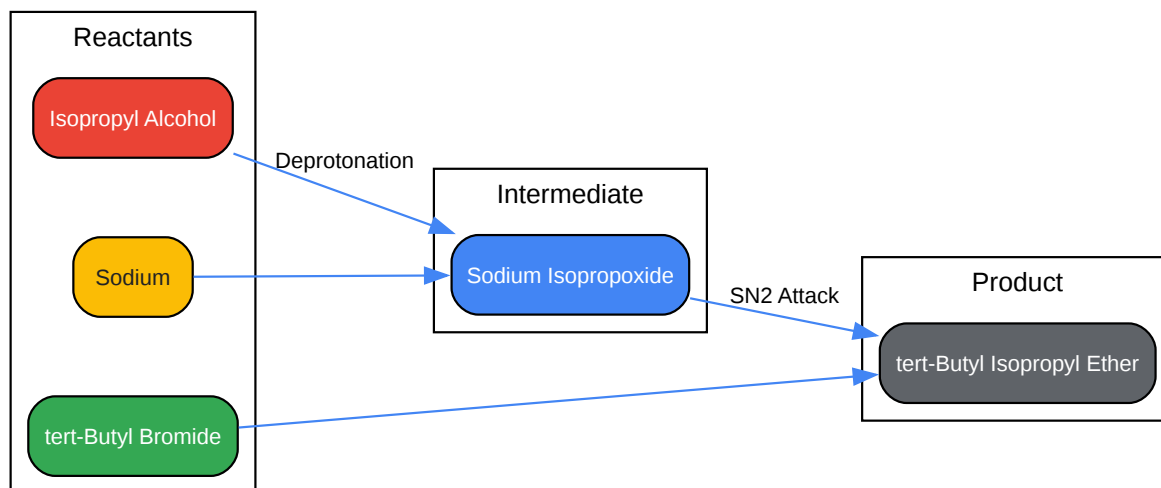 Reactants
Isopropyl Alcohol
Deprotonation
Intermediate
Sodium
Sodium Isopropoxide
SN2 Attack
Product
tert-Butyl Isopropyl Ether
tert-Butyl Bromide